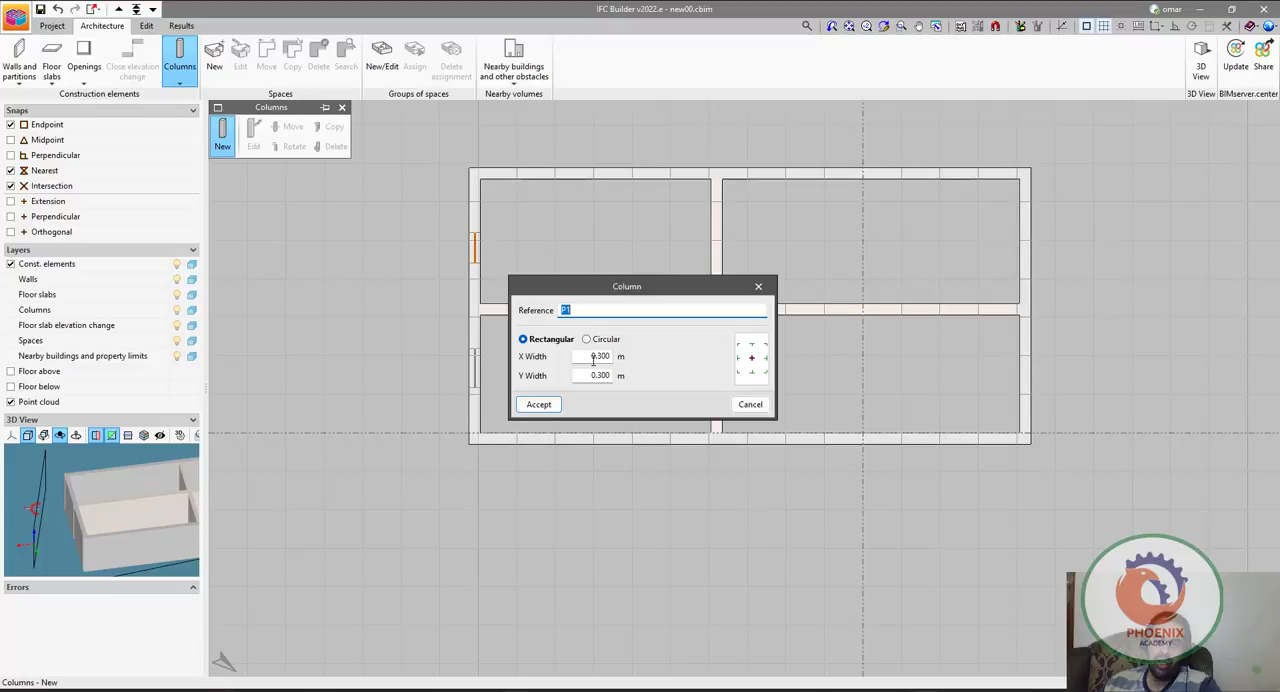 IFC Builder v2022.e - new00.cbim
omar
Project
Architecture
Edit
Results
Walls and partitions
Floor slabs
Openings
Close elevation change
Columns
New
Edit
Move
Copy
Delete
Search
New/Edit
Assign
Delete assignment
Nearby buildings and other obstacles
3D View
Update
Share
Construction elements
Spaces
Groups of spaces
Nearby volumes
3D View
BIMserver.center
Snaps
Endpoint
Midpoint
Perpendicular
Nearest
Intersection
Extension
Perpendicular
Orthogonal
Layers
Const. elements
Walls
Floor slabs
Columns
Floor slab elevation change
Spaces
Nearby buildings and property limits
Floor above
Floor below
Point cloud
3D View
Errors
Columns
New
Edit
Move
Copy
Rotate
Delete
Column
Reference P1
Rectangular
Circular
X Width 0.300 m
Y Width 0.300 m
Accept
Cancel
PHOENIX
ACADEMY
Columns - New